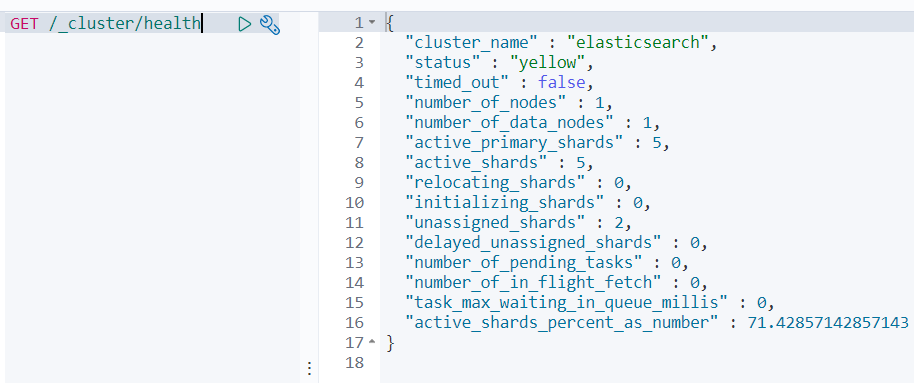 GET /_cluster/health
1 {
2 "cluster_name" : "elasticsearch",
3 "status" : "yellow",
4 "timed_out" : false,
5 "number_of_nodes" : 1,
6 "number_of_data_nodes" : 1,
7 "active_primary_shards" : 5,
8 "active_shards" : 5,
9 "relocating_shards" : 0,
10 "initializing_shards" : 0,
11 "unassigned_shards" : 2,
12 "delayed_unassigned_shards" : 0,
13 "number_of_pending_tasks" : 0,
14 "number_of_in_flight_fetch" : 0,
15 "task_max_waiting_in_queue_millis" : 0,
16 "active_shards_percent_as_number" : 71.42857142857143
17 }
18